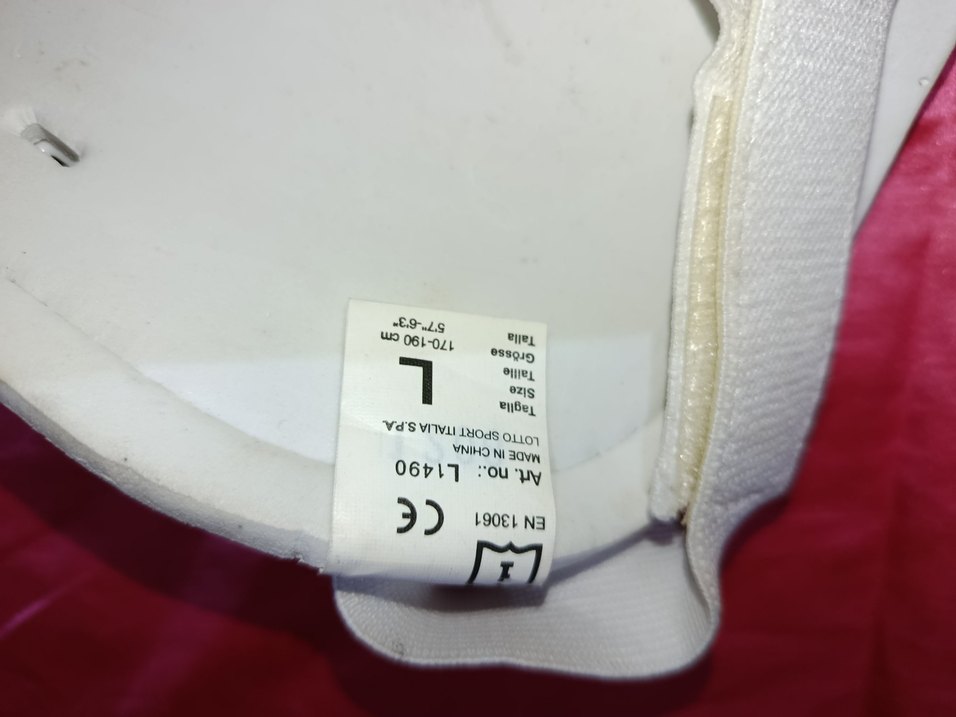 i
EN 13061 CE
Art. no.: L1490
MADE IN CHINA
LOTTO SPORT ITALIA S.P.A.
Taglia
Size
Taille
Grösse
Talla
L
170-190 cm
5'7"-6'3"